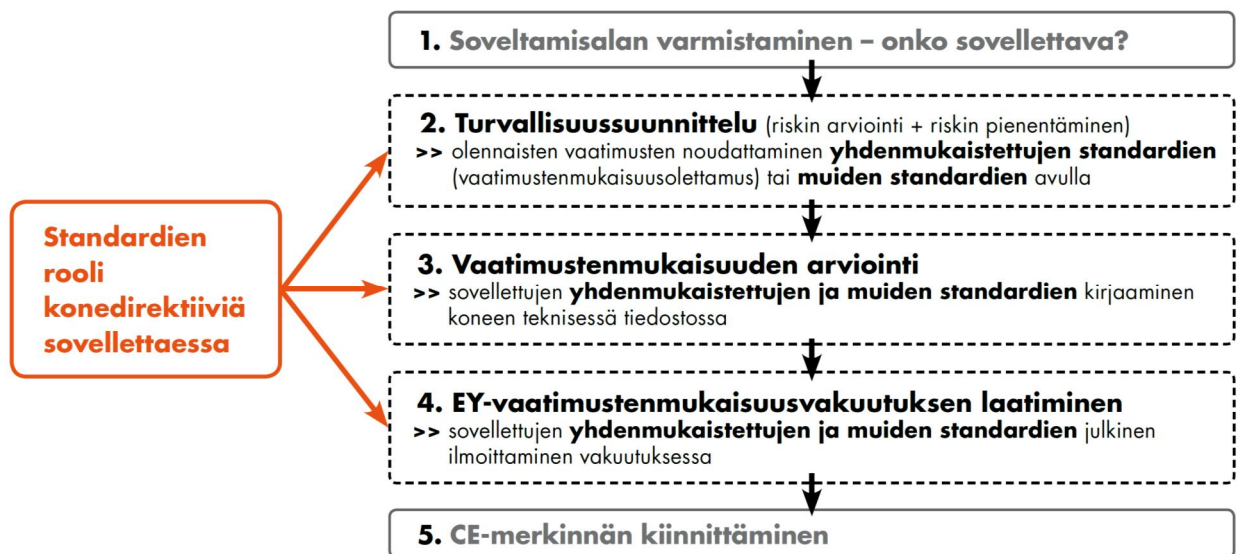 1. Soveltamisalan varmistaminen – onko sovellettava?
2. Turvallisuussuunnittelu (riskin arviointi + riskin pienentäminen)
>> olennaisten vaatimusten noudattaminen yhdenmukaistettujen standardien
(vaatimustenmukaisuusolettamus) tai muiden standardien avulla
Standardien
rooli
konedirektiiviä
sovellettaessa
3. Vaatimustenmukaisuuden arviointi
>> sovellettujen yhdenmukaistettujen ja muiden standardien kirjaaminen
koneen teknisessä tiedostossa
4. EY-vaatimustenmukaisuusvakuutuksen laatiminen
>> sovellettujen yhdenmukaistettujen ja muiden standardien julkinen
ilmoittaminen vakuutuksessa
5. CE-merkinnän kiinnittäminen